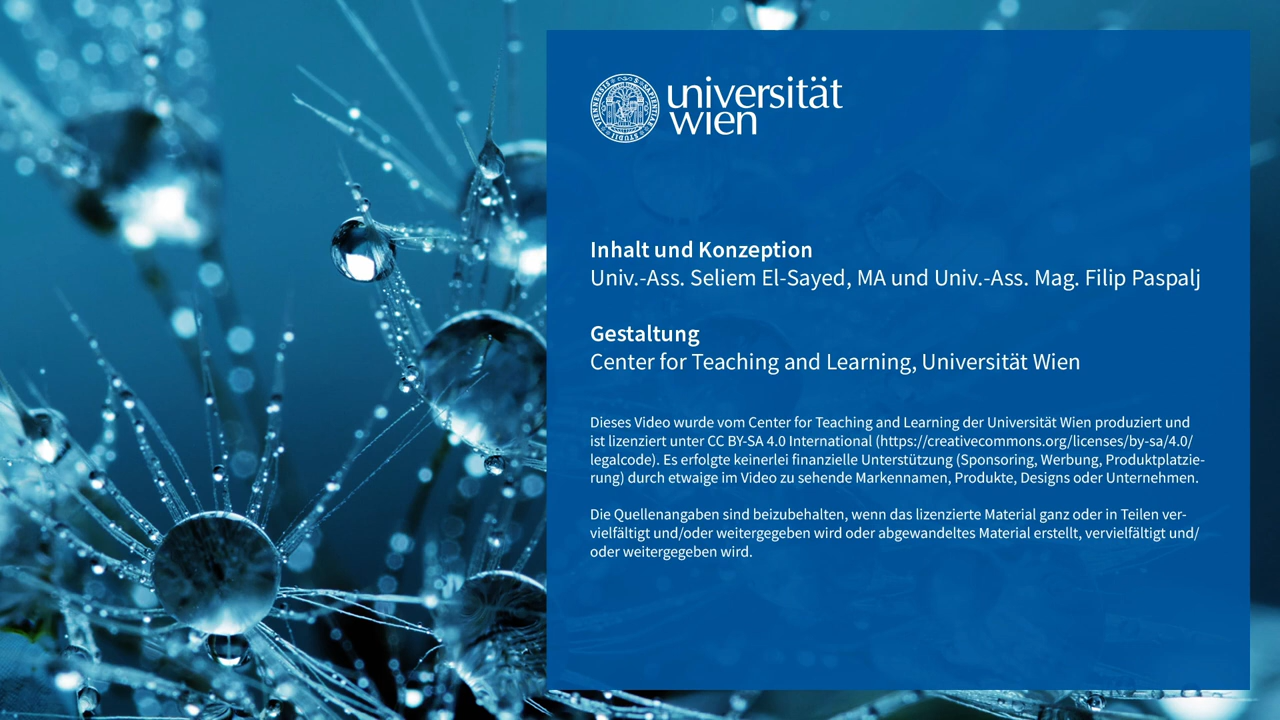 universität
wien
Inhalt und Konzeption
Univ.-Ass. Seliem El-Sayed, MA und Univ.-Ass. Mag. Filip Paspalj
Gestaltung
Center for Teaching and Learning, Universität Wien
Dieses Video wurde vom Center for Teaching and Learning der Universität Wien produziert und
ist lizenziert unter CC BY-SA 4.0 International (https://creativecommons.org/licenses/by-sa/4.0/
legalcode). Es erfolgte keinerlei finanzielle Unterstützung (Sponsoring, Werbung, Produktplatzie-
rung) durch etwaige im Video zu sehende Markennamen, Produkte, Designs oder Unternehmen.
Die Quellenangaben sind beizubehalten, wenn das lizenzierte Material ganz oder in Teilen ver-
vielfältigt und/oder weitergegeben wird oder abgewandeltes Material erstellt, vervielfältigt und/
oder weitergegeben wird.